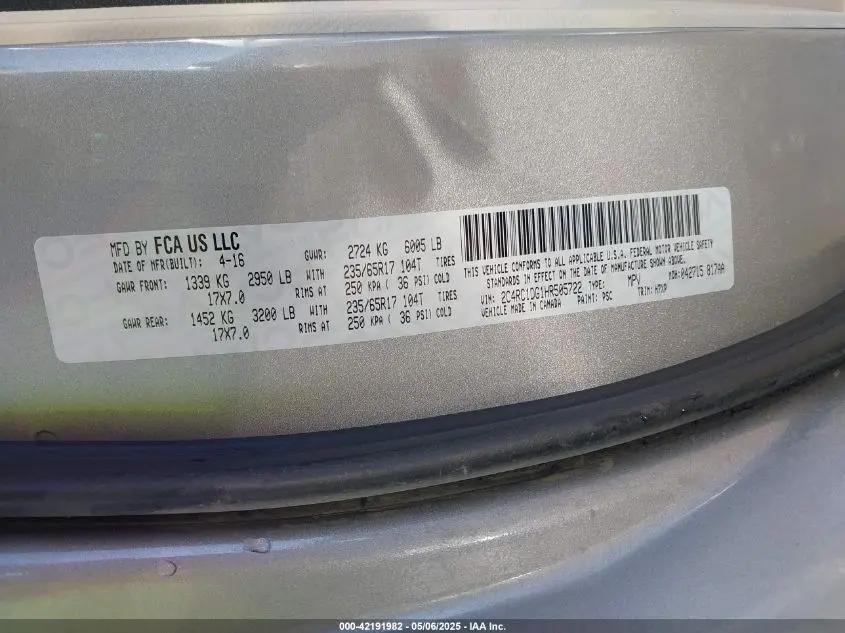 MFD BY FCA US LLC
DATE OF MFR(BUILT): 4-16 GVWR: 2724 KG 6005 LB
GAWR FRONT: 1339 KG 2950 LB WITH 235/65R17 104T TIRES
17X7.0 RIMS AT 250 KPA ( 36 PSI) COLD
GAWR REAR: 1452 KG 3200 LB WITH 235/65R17 104T TIRES
17X7.0 RIMS AT 250 KPA ( 36 PSI) COLD
THIS VEHICLE CONFORMS TO ALL APPLICABLE U.S.A. FEDERAL MOTOR VEHICLE SAFETY
STANDARDS IN EFFECT ON THE DATE OF MANUFACTURE SHOWN ABOVE.
VIN: 2C4RC1DG1HR505722 TYPE: MPV MDH: 042715 817AA
VEHICLE MADE IN CANADA PAINT: PSC TRIM:
000-42191982 - 05/06/2025 - IAA Inc.